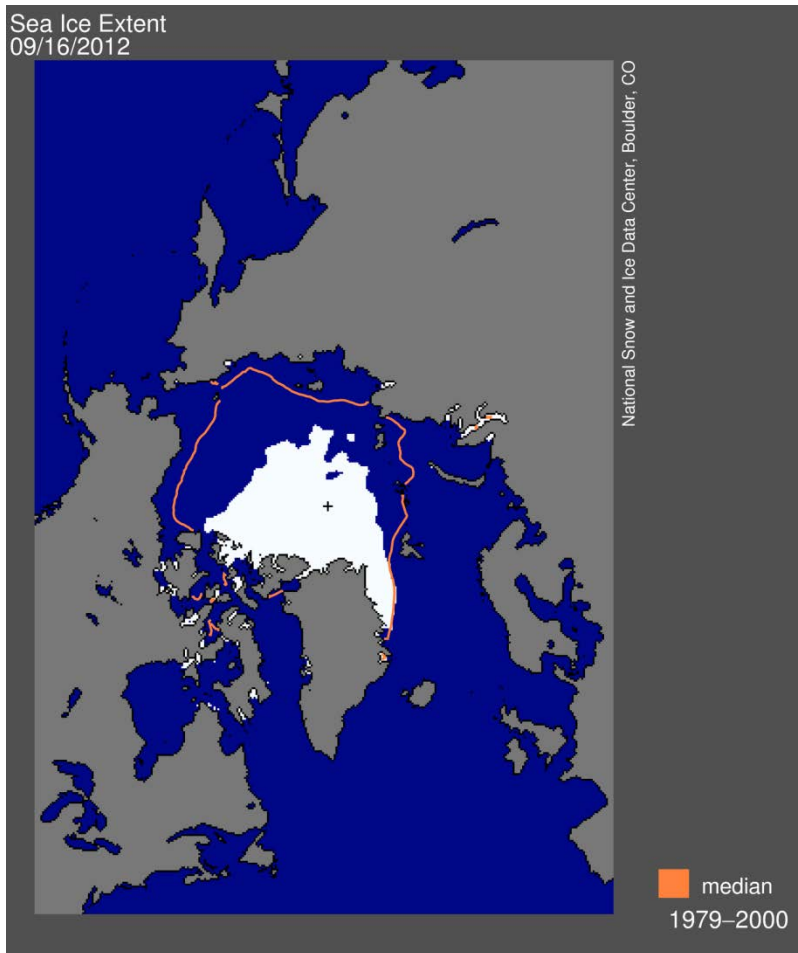 Sea Ice Extent
09/16/2012
National Snow and Ice Data Center, Boulder, CO
median
1979–2000